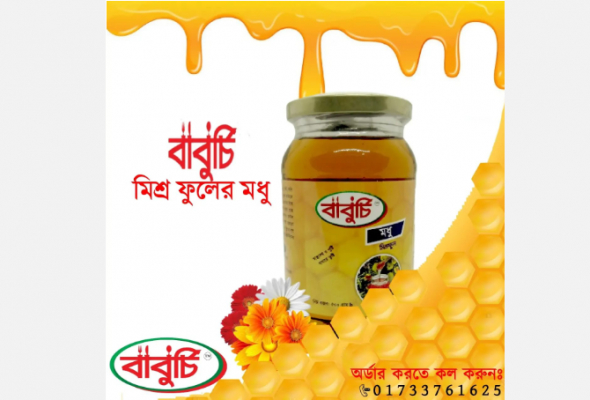 বাবুর্চি
মিশ্র ফুলের মধু
বাবুর্চি
মধু
বাবুর্চি
অর্ডার করতে কল করুনঃ
01733761625